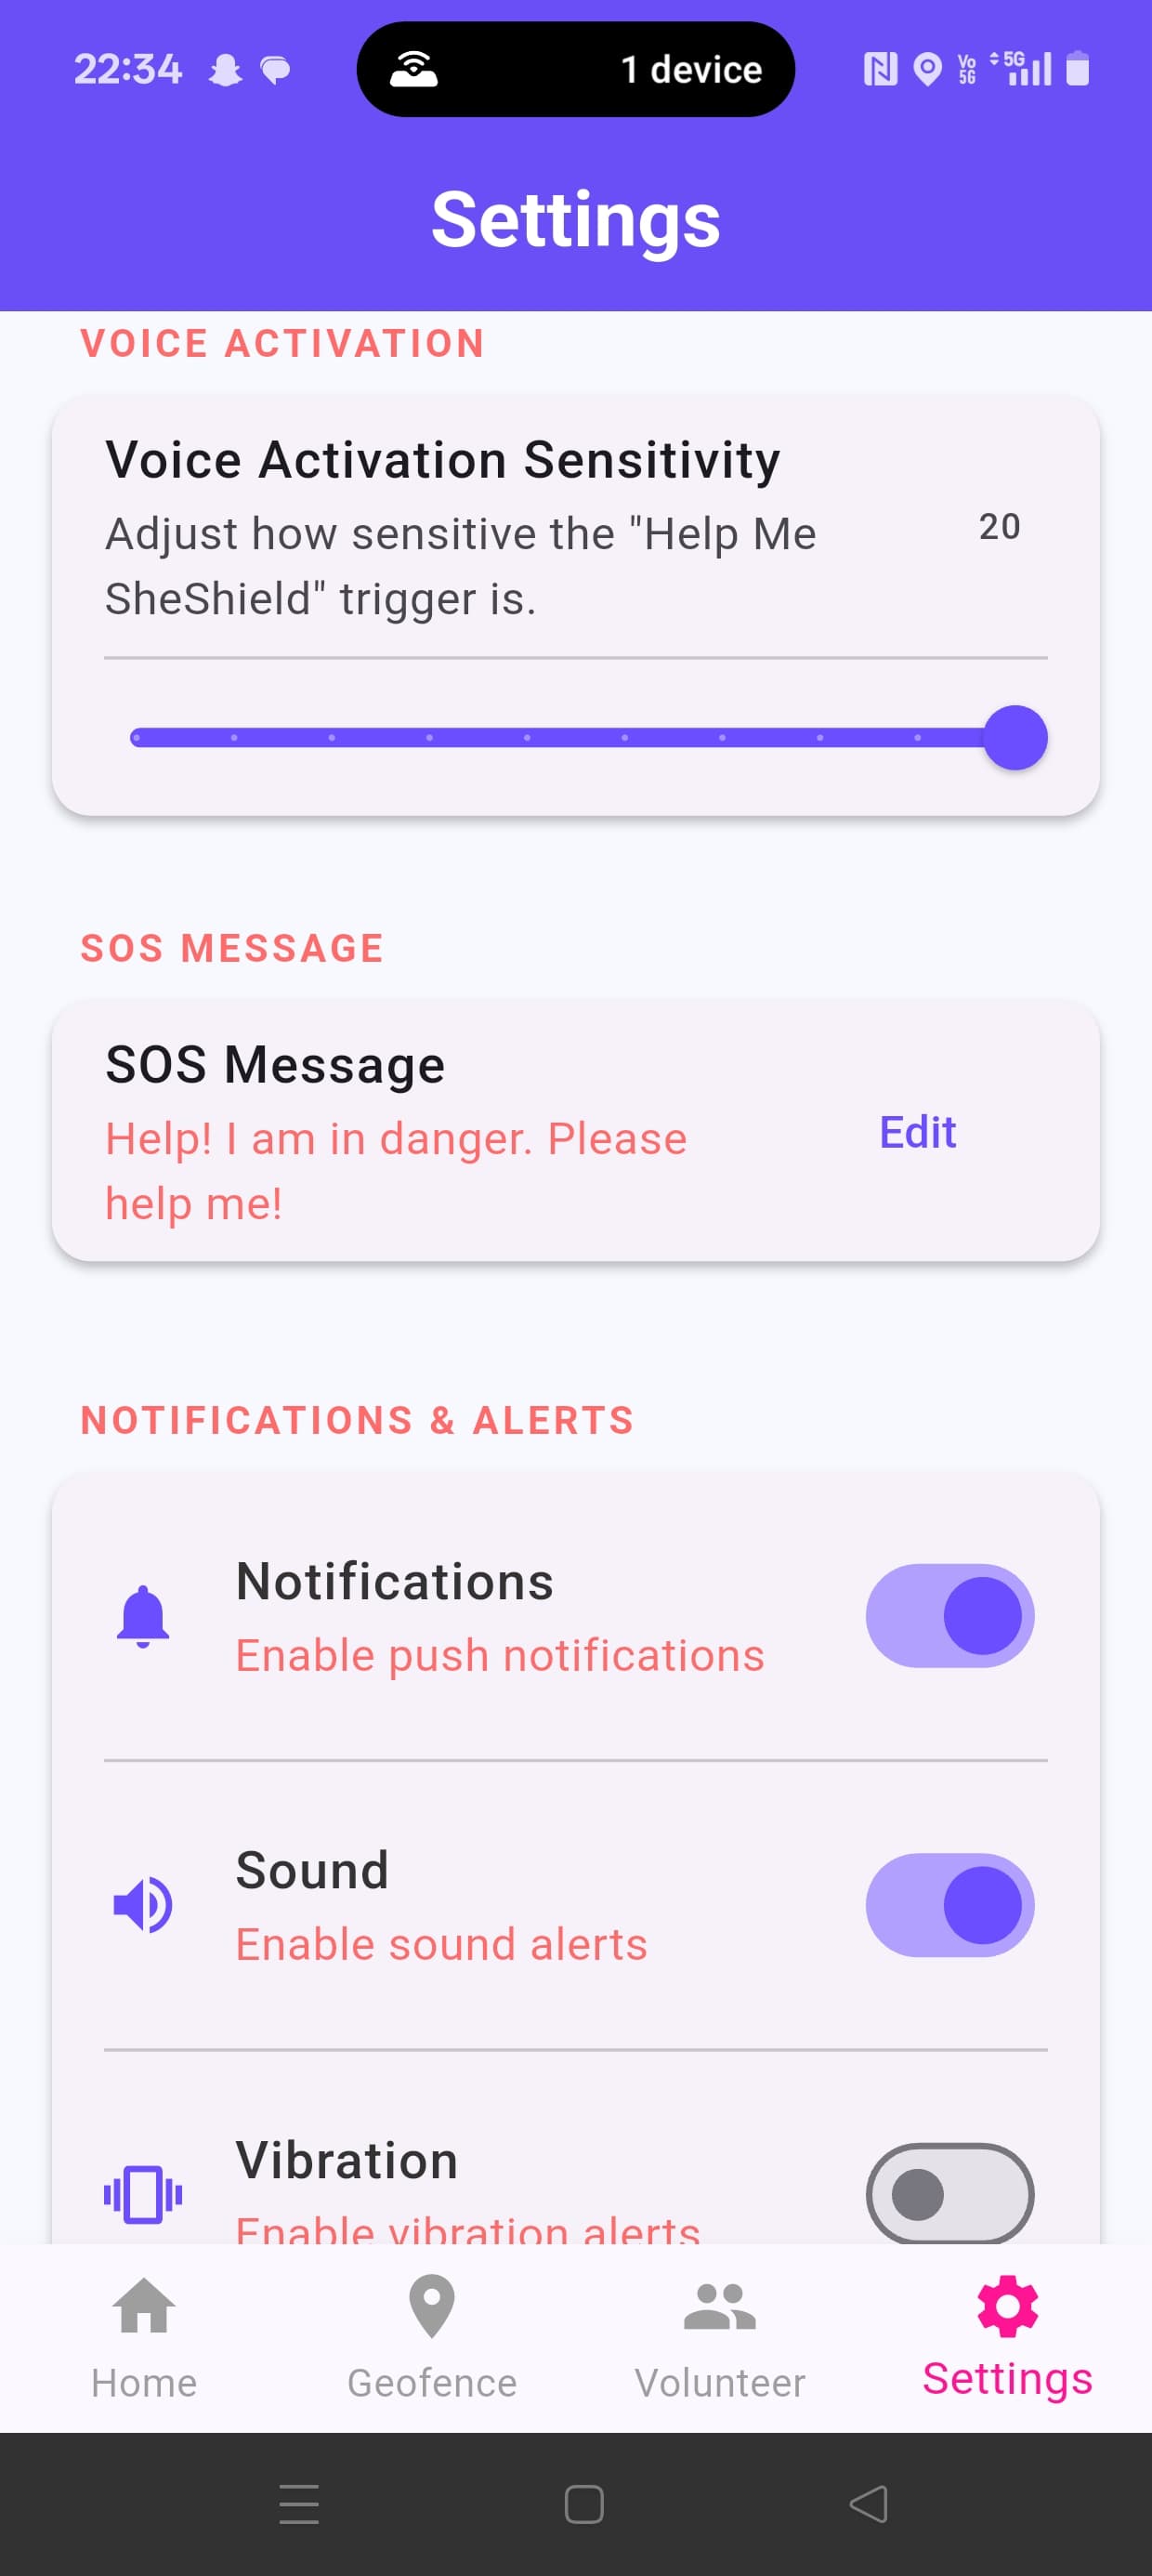 22:34
1 device
Vo
5G
5G
Settings
VOICE ACTIVATION
Voice Activation Sensitivity
Adjust how sensitive the "Help Me
SheShield" trigger is.
20
SOS MESSAGE
SOS Message
Help! I am in danger. Please
help me!
Edit
NOTIFICATIONS & ALERTS
Notifications
Enable push notifications
Sound
Enable sound alerts
Vibration
Enable vibration alerts
Home
Geofence
Volunteer
Settings